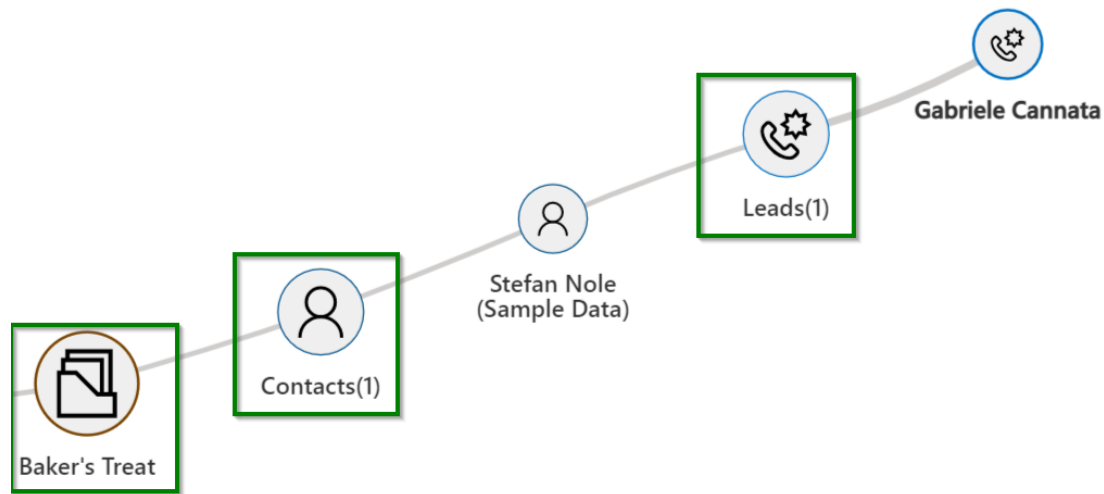 Gabriele Cannata
Leads(1)
Stefan Nole
(Sample Data)
Contacts(1)
Baker's Treat